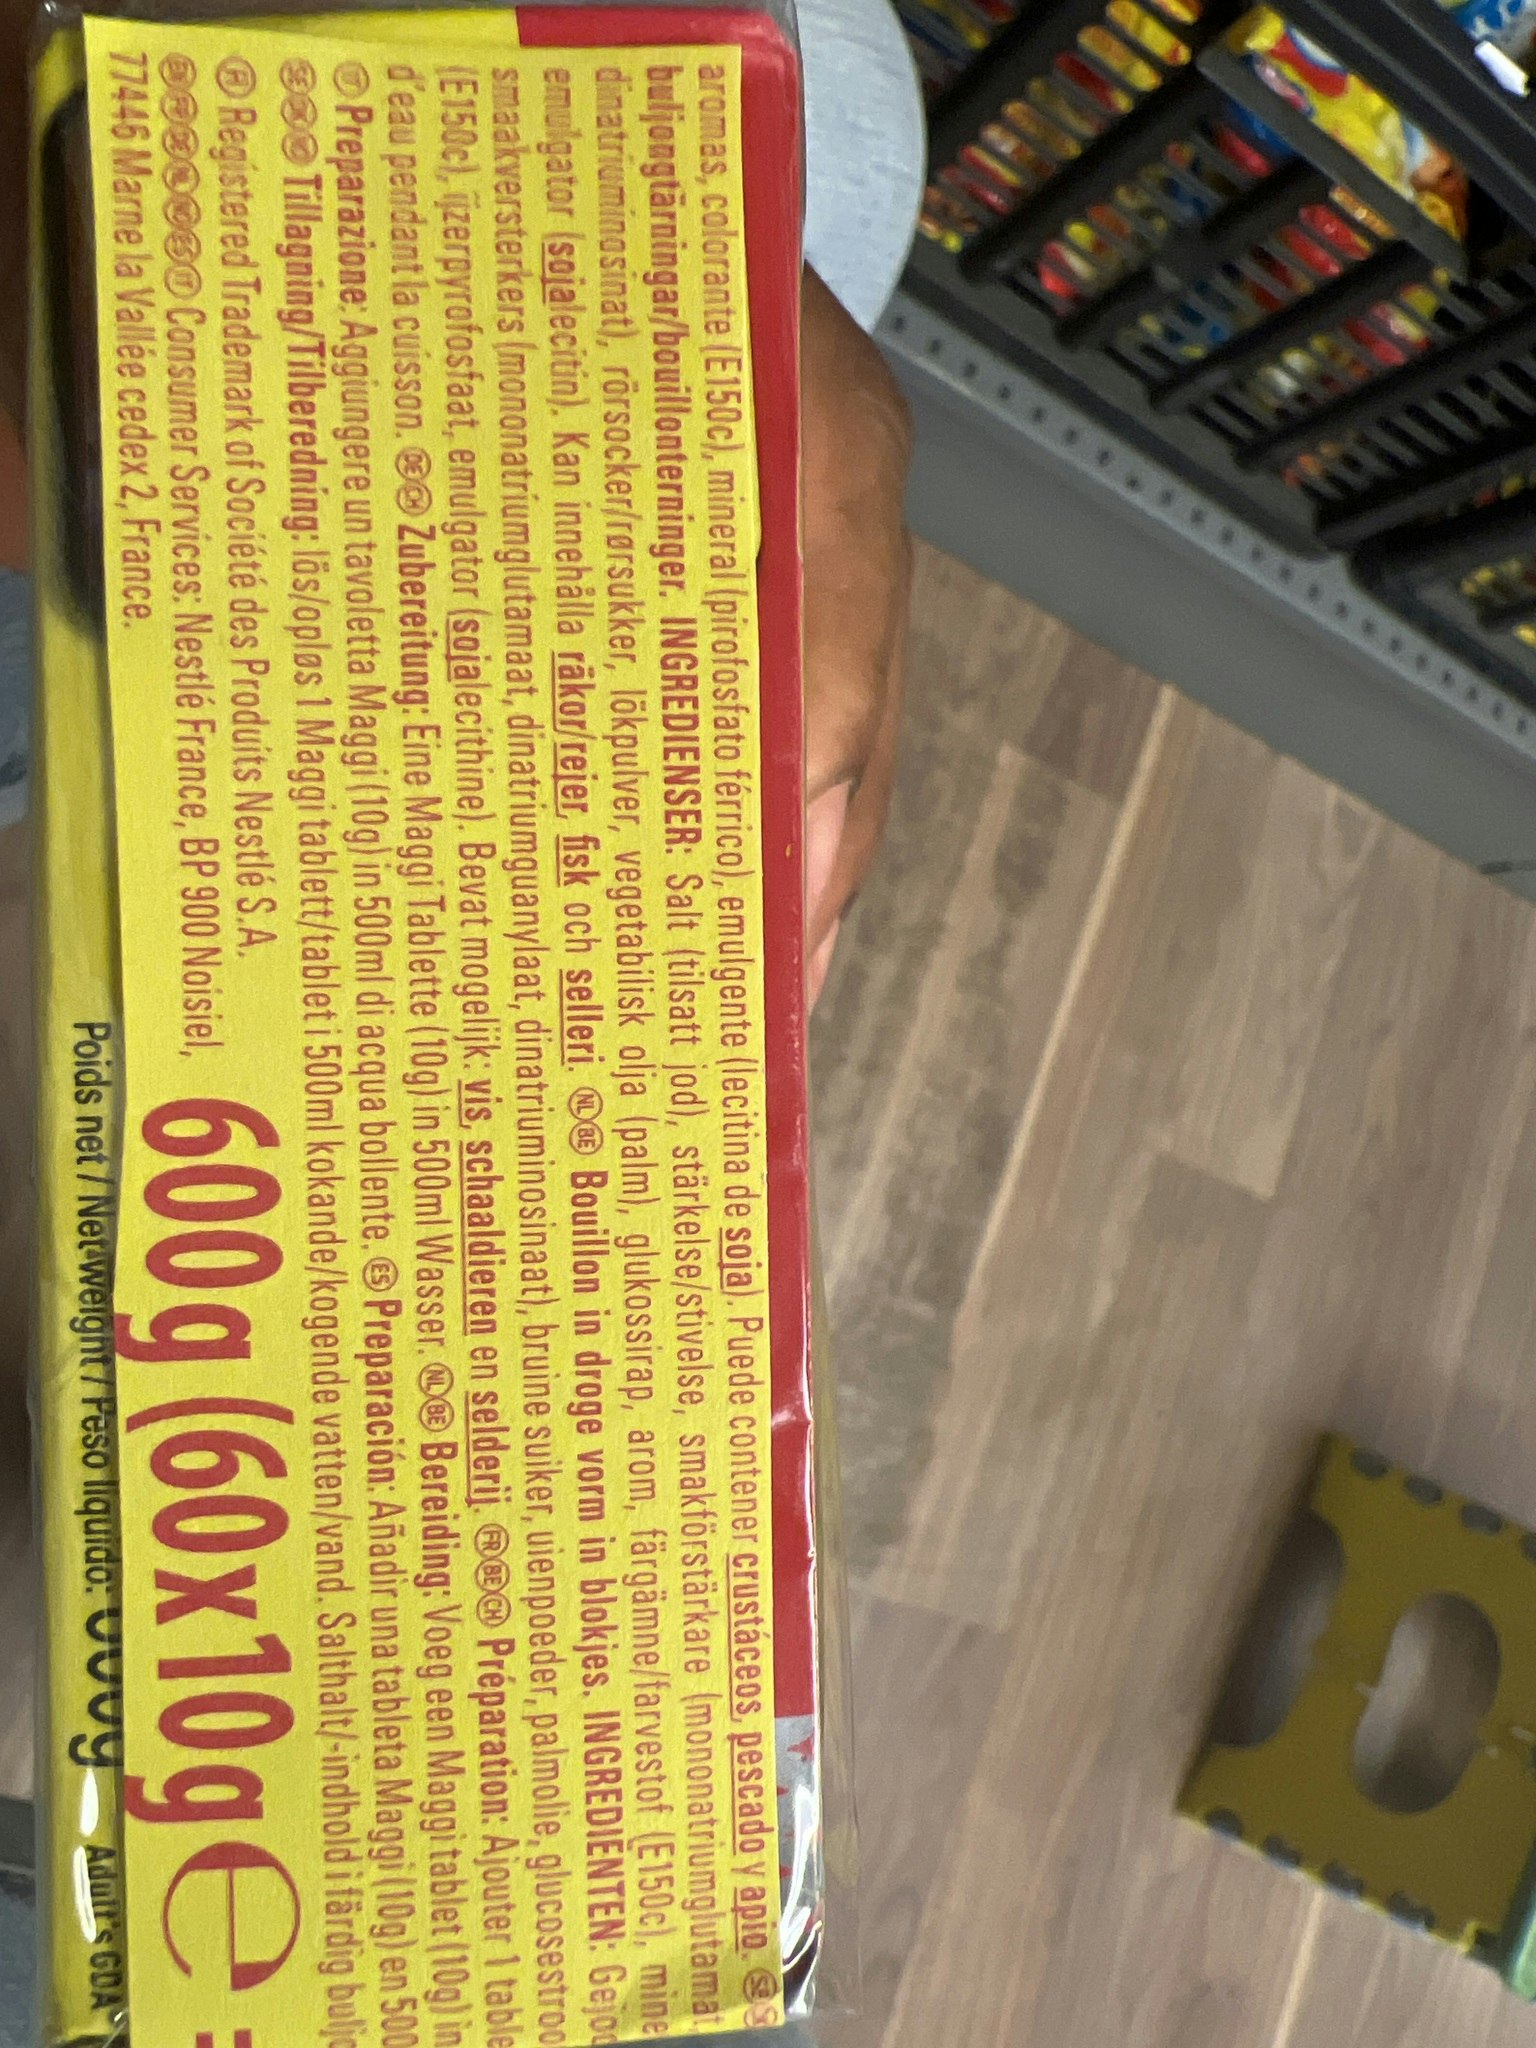 aromas, colorante (E150c), mineral (pirofosfato férrico), emulgente (lecitina de soja). Puede contener crustáceos, pescado y apio.
buljongtärningar/bouillonterninger. INGREDIENSER: Salt (tilsatt jod), stärkelse/stivelse, smakförstärkare (mononatriumglutamat,
dinatriuminosinat), rörsocker/rørsukker, lökpulver, vegetabilisk olja (palm), glukossirap, arom, färgämne/farvestof (E150c), mine
emulgator (sojalecitin). Kan innehålla räkor/rejer, fisk och selleri. NL BE Bouillon in droge vorm in blokjes. INGREDIËNTEN: Gejod
smaakversterkers (mononatriumglutamaat, dinatriumguanylaat, dinatriuminosinaat), bruine suiker, uienpoeder, palmolie, glucosestroo
(E150c), ijzerpyrofosfaat, emulgator (sojalecithine). Bevat mogelijk: vis, schaaldieren en selderij. FR BE CH Préparation: Ajouter 1 table
d'eau pendant la cuisson. DE CH Zubereitung: Eine Maggi Tablette (10g) in 500ml Wasser. NL BE Bereiding: Voeg een Maggi tablet (10g) in
IT Preparazione: Aggiungere un tavoletta Maggi (10g) in 500ml di acqua bollente. ES Preparación: Añadir una tableta Maggi (10g) en 500
Tillagning/Tilberedning: lös/opløs 1 Maggi tablett/tablet i 500ml kokande/kogende vatten/vand. Salthalt/-indhold i färdig buljo
® Registered Trademark of Société des Produits Nestlé S.A.
Consumer Services: Nestlé France, BP 900 Noisiel,
77446 Marne la Vallée cedex 2, France.
600g (60x10g e
Poids net / Net weight / Peso líquido: 600g Adult's GDA